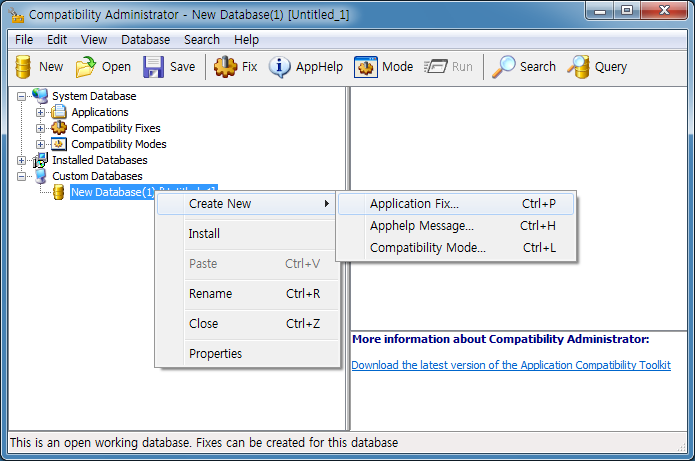 Compatibility Administrator - New Database(1) [Untitled_1]
File Edit View Database Search Help
New Open Save Fix AppHelp Mode Run Search Query
System Database
Applications
Compatibility Fixes
Compatibility Modes
Installed Databases
Custom Databases
New Database(1) [Untitled_1]
Create New
Install
Paste Ctrl+V
Rename Ctrl+R
Close Ctrl+Z
Properties
Application Fix... Ctrl+P
Apphelp Message... Ctrl+H
Compatibility Mode... Ctrl+L
More information about Compatibility Administrator:
Download the latest version of the Application Compatibility Toolkit
This is an open working database. Fixes can be created for this database